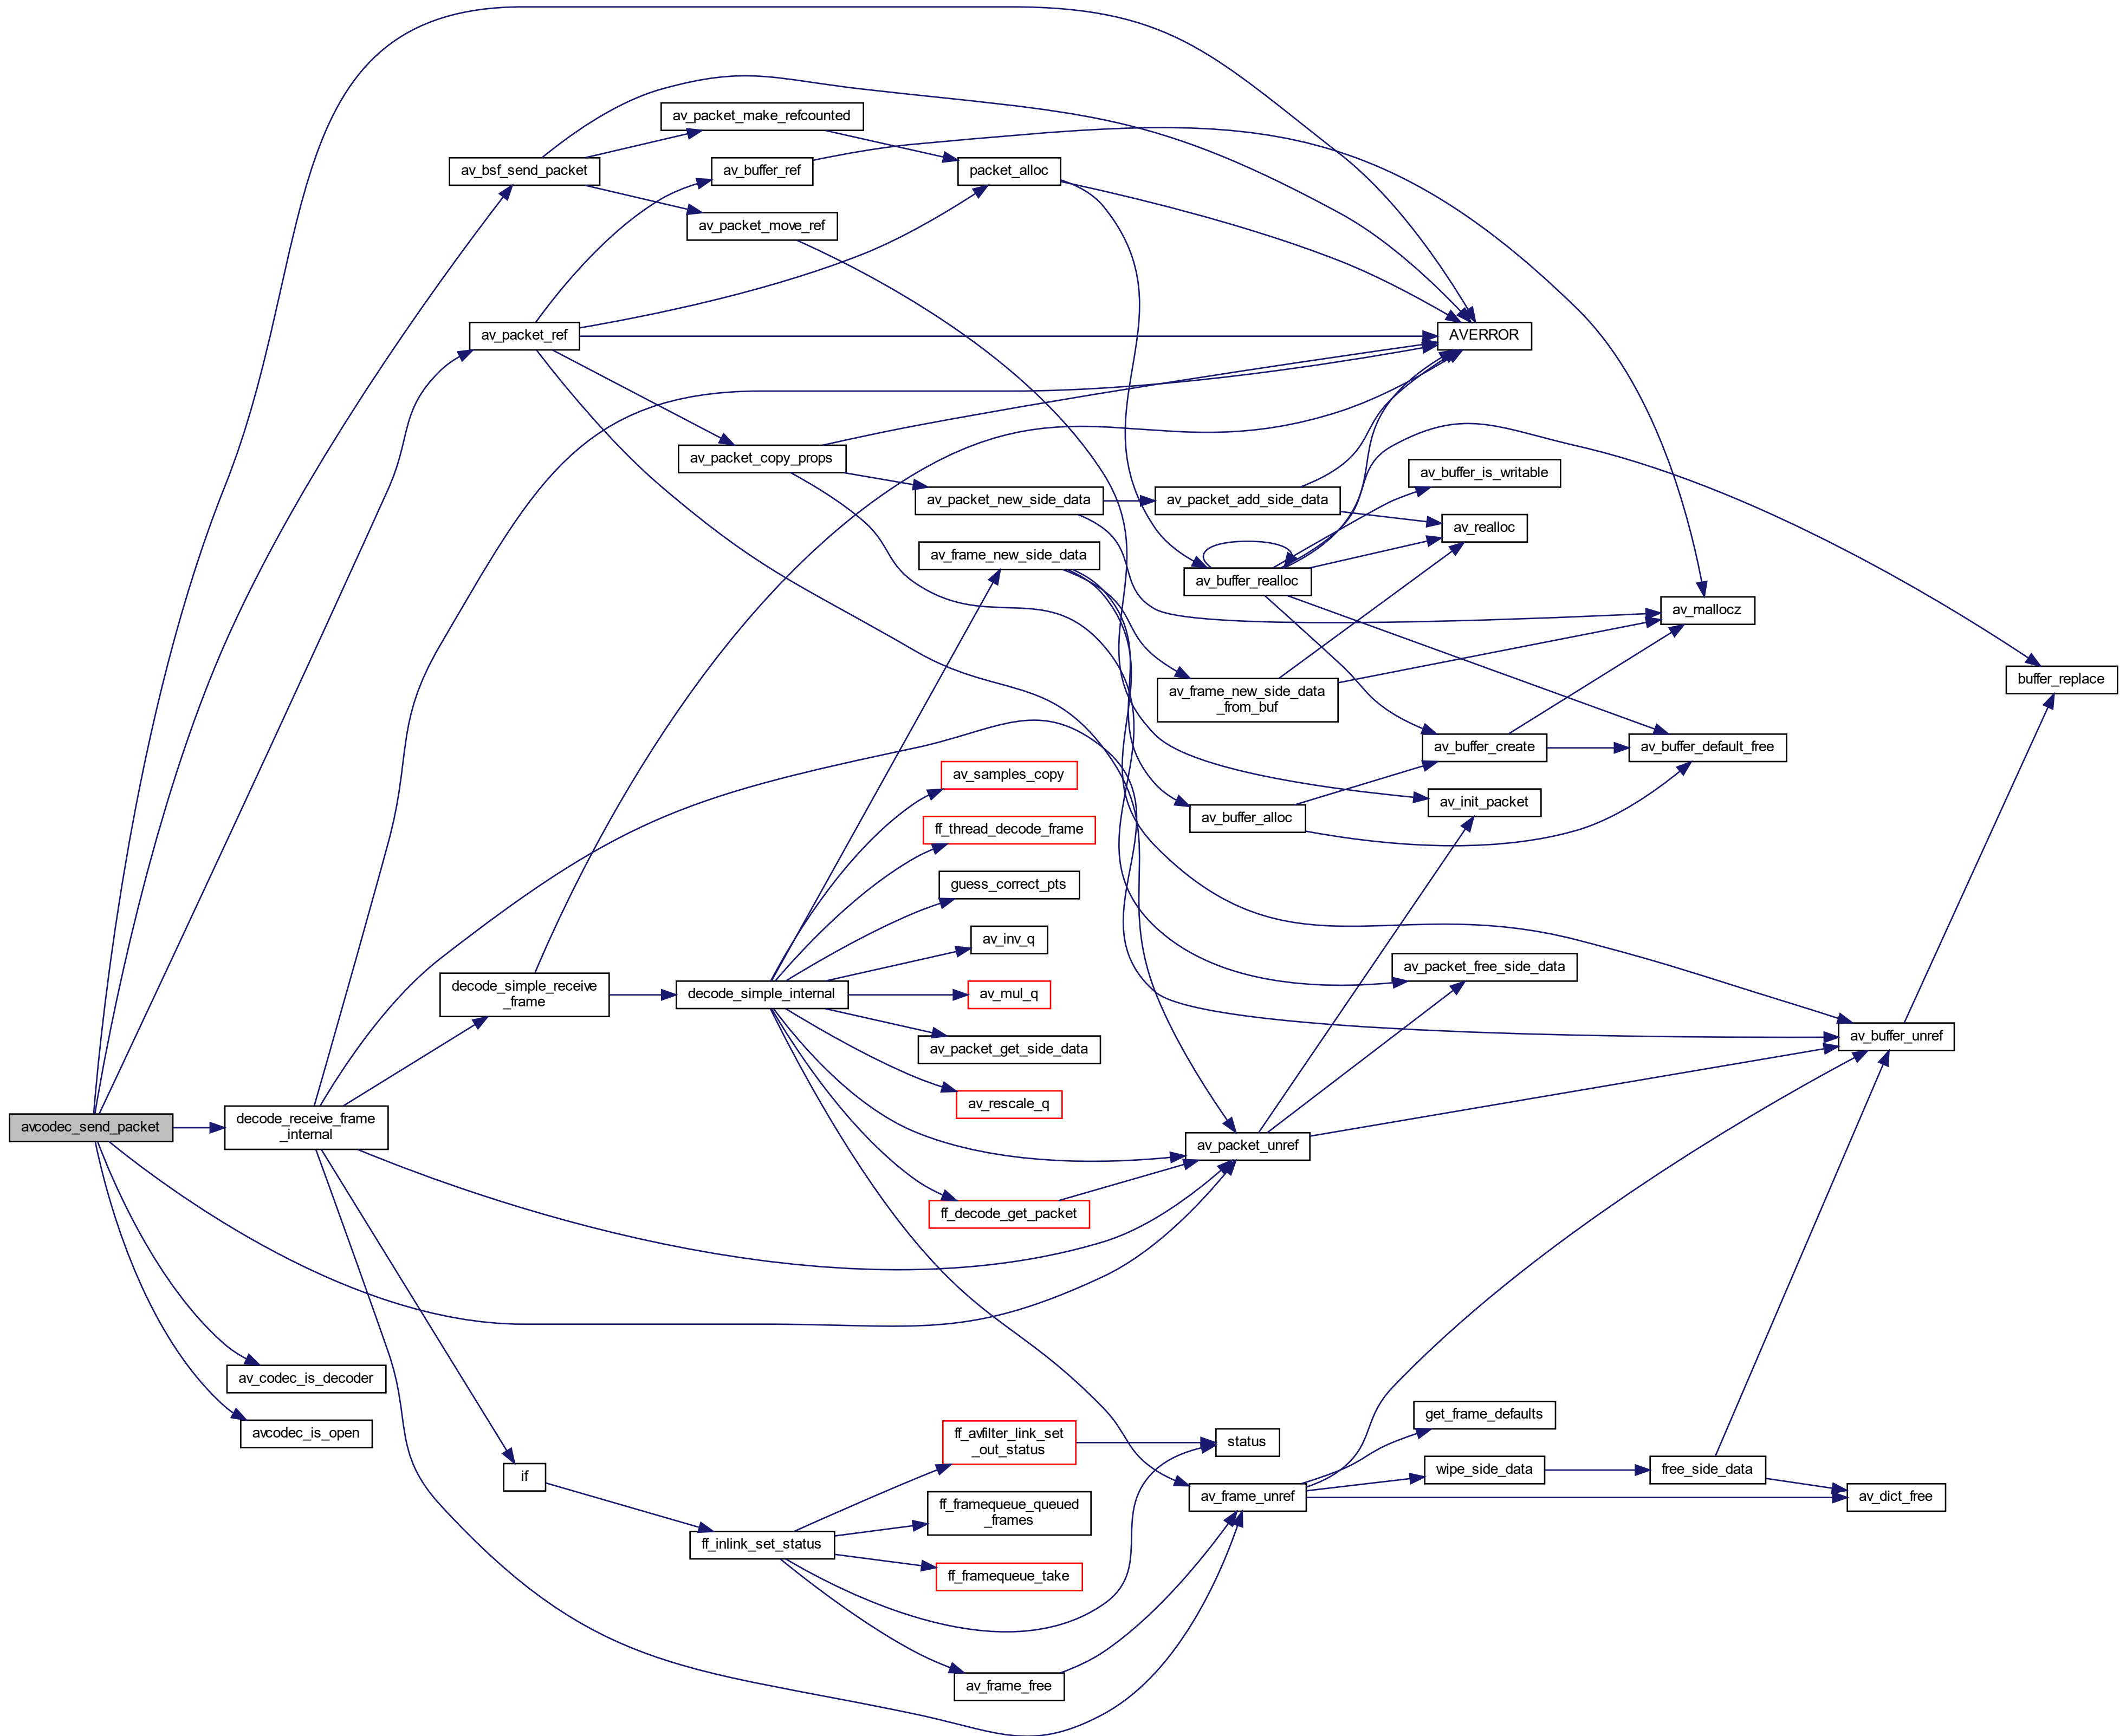 av_packet_make_refcounted
av_bsf_send_packet
av_buffer_ref
packet_alloc
av_packet_move_ref
av_packet_ref
AVERROR
av_packet_copy_props
av_buffer_is_writable
av_packet_new_side_data
av_packet_add_side_data
av_realloc
av_frame_new_side_data
av_buffer_realloc
av_mallocz
buffer_replace
av_frame_new_side_data
_from_buf
av_buffer_create
av_buffer_default_free
av_samples_copy
av_init_packet
av_buffer_alloc
ff_thread_decode_frame
guess_correct_pts
av_inv_q
av_packet_free_side_data
decode_simple_receive
_frame
decode_simple_internal
av_mul_q
av_buffer_unref
av_packet_get_side_data
av_rescale_q
avcodec_send_packet
decode_receive_frame
_internal
av_packet_unref
ff_decode_get_packet
av_codec_is_decoder
avcodec_is_open
get_frame_defaults
ff_avfilter_link_set
_out_status
status
wipe_side_data
free_side_data
if
av_frame_unref
av_dict_free
ff_framequeue_queued
_frames
ff_inlink_set_status
ff_framequeue_take
av_frame_free